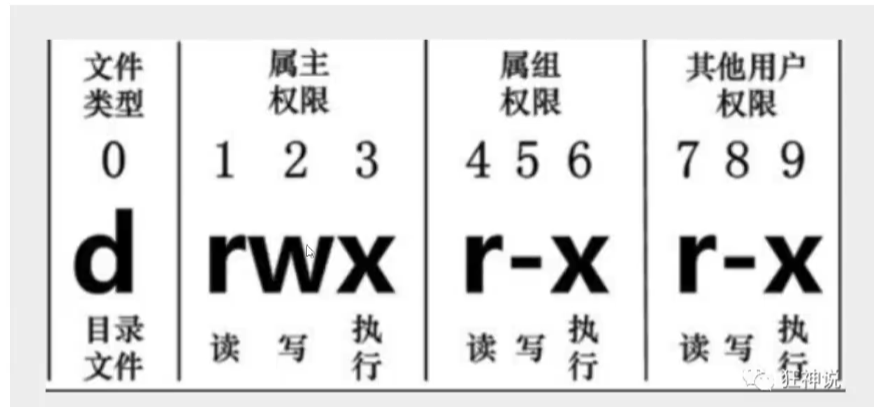 文件 属主 属组 其他用户
类型 权限 权限 权限
0 1 2 3 4 5 6 7 8 9
d rwx r-x r-x
目录 读 写 执 读 写 执 读 写 执
文件 行 行 行
狂神说